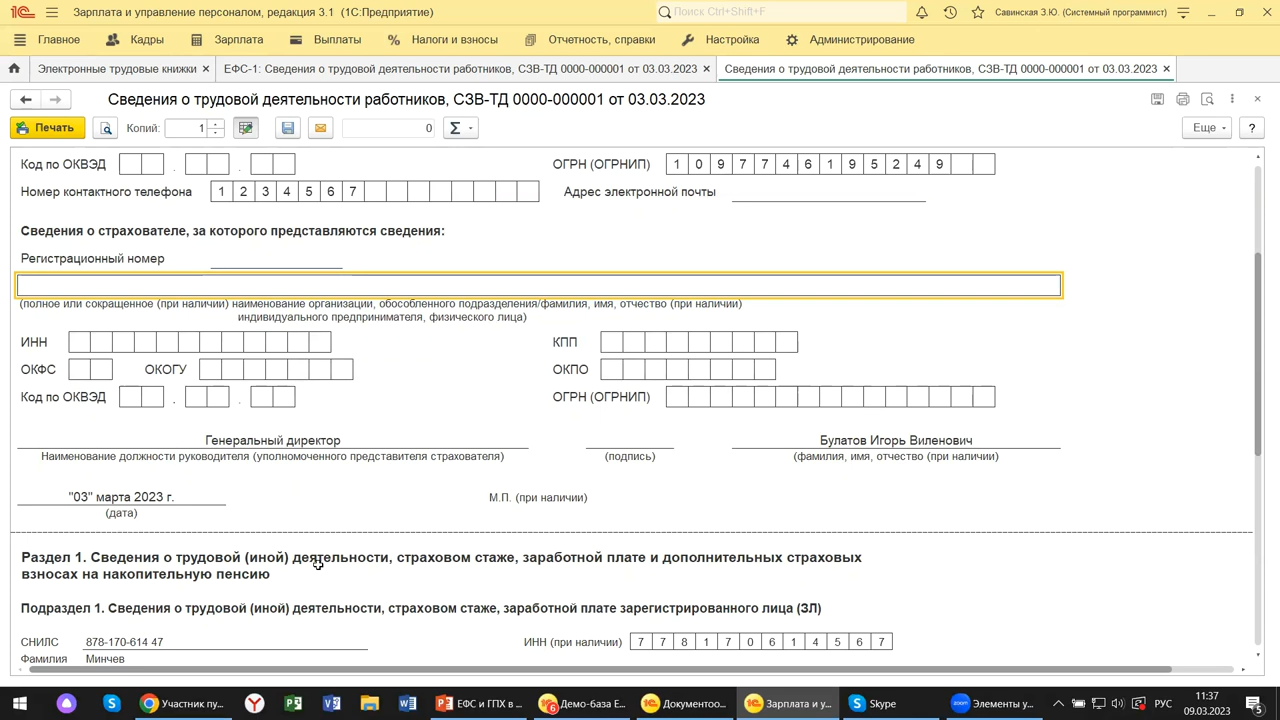 Зарплата и управление персоналом, редакция 3.1 (1С:Предприятие)
Поиск Ctrl+Shift+F
Савинская З.Ю. (Системный программист)
Главное
Кадры
Зарплата
Выплаты
% Налоги и взносы
Отчетность, справки
Настройка
Администрирование
Электронные трудовые книжки ×
ЕФС-1: Сведения о трудовой деятельности работников, СЗВ-ТД 0000-000001 от 03.03.2023 ×
Сведения о трудовой деятельности работников, СЗВ-ТД 0000-000001 от 03.03.2023 ×
Сведения о трудовой деятельности работников, СЗВ-ТД 0000-000001 от 03.03.2023
Печать
Копий: 1
0
Σ
Еще
?
Код по ОКВЭД . .
ОГРН (ОГРНИП) 1 0 9 7 7 4 6 1 9 5 2 4 9
Номер контактного телефона 1 2 3 4 5 6 7
Адрес электронной почты
Сведения о страхователе, за которого представляются сведения:
Регистрационный номер
(полное или сокращенное (при наличии) наименование организации, обособленного подразделения/фамилия, имя, отчество (при наличии)
индивидуального предпринимателя, физического лица)
ИНН
КПП
ОКФС
ОКОГУ
ОКПО
Код по ОКВЭД . .
ОГРН (ОГРНИП)
Генеральный директор
Булатов Игорь Виленович
Наименование должности руководителя (уполномоченного представителя страхователя)
(подпись)
(фамилия, имя, отчество (при наличии)
"03" марта 2023 г.
М.П. (при наличии)
(дата)
Раздел 1. Сведения о трудовой (иной) деятельности, страховом стаже, заработной плате и дополнительных страховых
взносах на накопительную пенсию
Подраздел 1. Сведения о трудовой (иной) деятельности, страховом стаже, заработной плате зарегистрированного лица (ЗЛ)
СНИЛС 878-170-614 47
ИНН (при наличии) 7 7 8 1 7 0 6 1 4 5 6 7
Фамилия Минчев
Участник пу...
ЕФС и ГПХ в ...
6
Демо-база Е...
Документоо...
Зарплата и у...
Skype
zoom
Элементы у...
РУС
11:37
09.03.2023
5